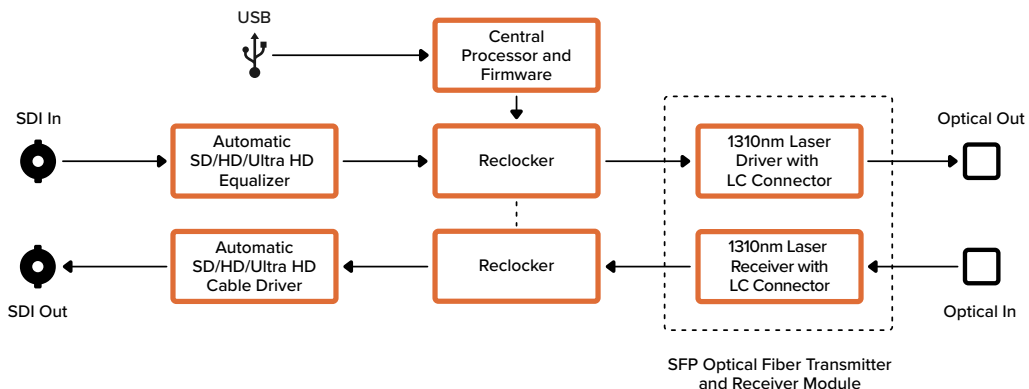 USB
Central
Processor and
Firmware
SDI In
Automatic
SD/HD/Ultra HD
Equalizer
Reclocker
1310nm Laser
Driver with
LC Connector
Optical Out
Automatic
SD/HD/Ultra HD
Cable Driver
Reclocker
1310nm Laser
Receiver with
LC Connector
SDI Out
Optical In
SFP Optical Fiber Transmitter
and Receiver Module